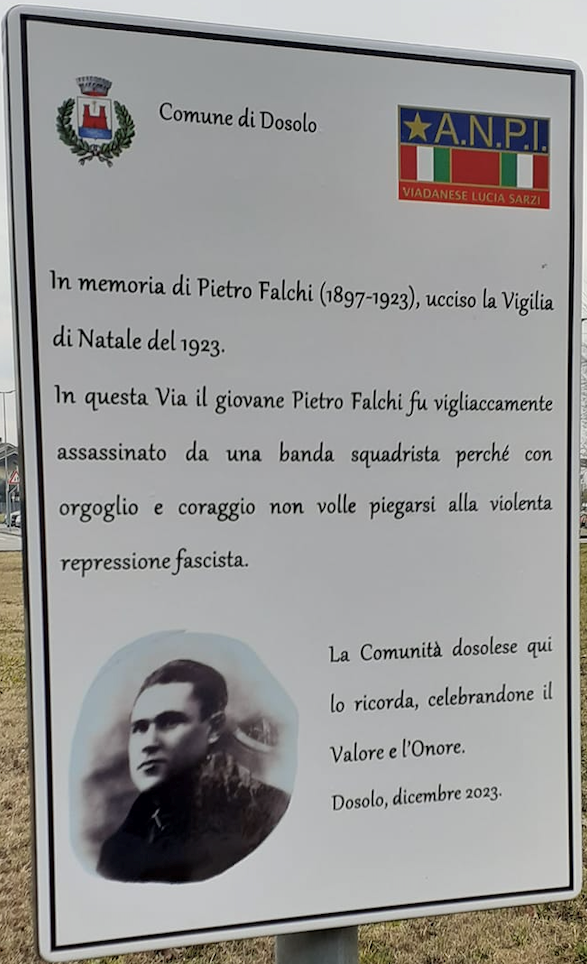 Comune di Dosolo
A.N.P.I.
VIADANESE LUCIA SARZI
In memoria di Pietro Falchi (1897-1923), ucciso la Vigilia
di Natale del 1923.
In questa Via il giovane Pietro Falchi fu vigliaccamente
assassinato da una banda squadrista perché con
orgoglio e coraggio non volle piegarsi alla violenta
repressione fascista.
La Comunità dosolese qui
lo ricorda, celebrandone il
Valore e l'Onore.
Dosolo, dicembre 2023.